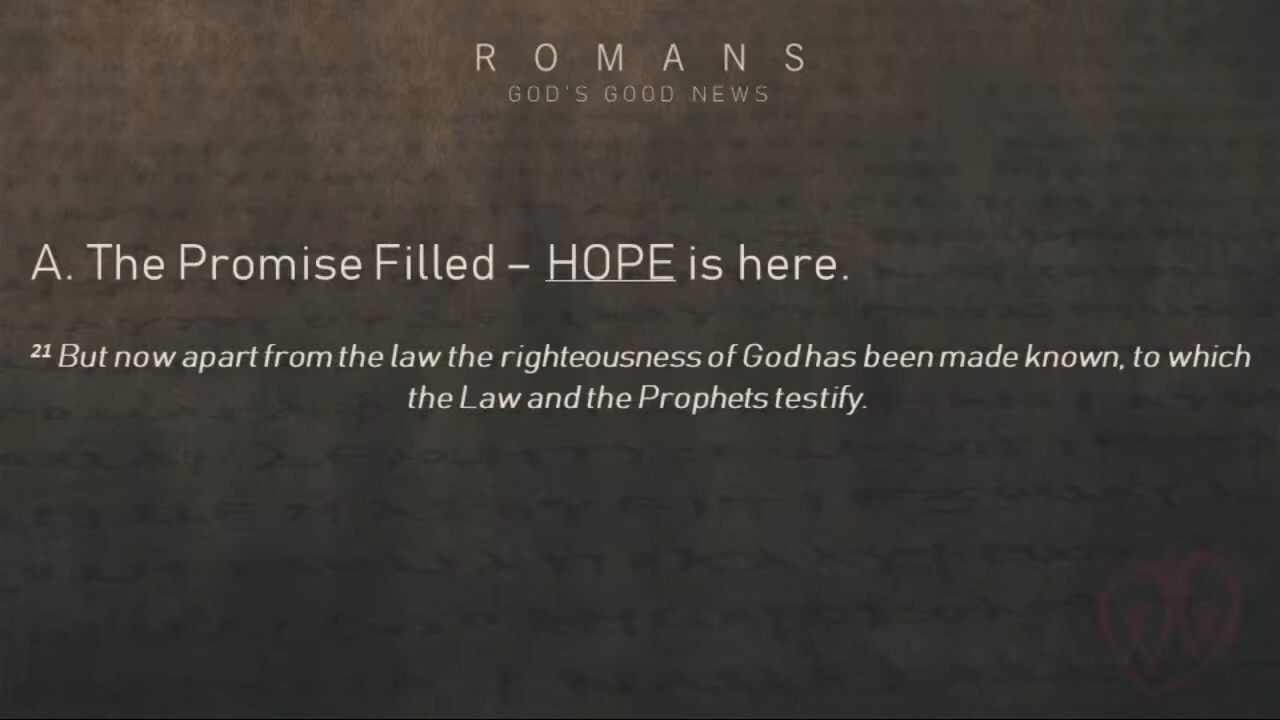 ROMANS
GOD'S GOOD NEWS
A. The Promise Filled – HOPE is here.
21 But now apart from the law the righteousness of God has been made known, to which
the Law and the Prophets testify.